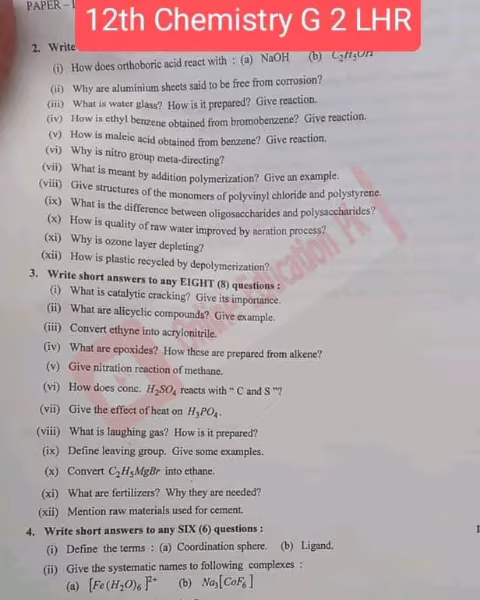 PAPER – I
12th Chemistry G 2 LHR
2. Write
(i) How does orthoboric acid react with : (a) NaOH (b) C₂H₅OH
(ii) Why are aluminium sheets said to be free from corrosion?
(iii) What is water glass? How is it prepared? Give reaction.
(iv) How is ethyl benzene obtained from bromobenzene? Give reaction.
(v) How is maleic acid obtained from benzene? Give reaction.
(vi) Why is nitro group meta-directing?
(vii) What is meant by addition polymerization? Give an example.
(viii) Give structures of the monomers of polyvinyl chloride and polystyrene.
(ix) What is the difference between oligosaccharides and polysaccharides?
(x) How is quality of raw water improved by aeration process?
(xi) Why is ozone layer depleting?
(xii) How is plastic recycled by depolymerization?
3. Write short answers to any EIGHT (8) questions :
(i) What is catalytic cracking? Give its importance.
(ii) What are alicyclic compounds? Give example.
(iii) Convert ethyne into acrylonitrile.
(iv) What are epoxides? How these are prepared from alkene?
(v) Give nitration reaction of methane.
(vi) How does conc. H₂SO₄ reacts with " C and S "?
(vii) Give the effect of heat on H₃PO₄.
(viii) What is laughing gas? How is it prepared?
(ix) Define leaving group. Give some examples.
(x) Convert C₂H₅MgBr into ethane.
(xi) What are fertilizers? Why they are needed?
(xii) Mention raw materials used for cement.
4. Write short answers to any SIX (6) questions :
(i) Define the terms : (a) Coordination sphere. (b) Ligand.
(ii) Give the systematic names to following complexes :
(a) [Fe(H₂O)₆]²⁺ (b) Na₃[CoF₆]
Online Education Pk